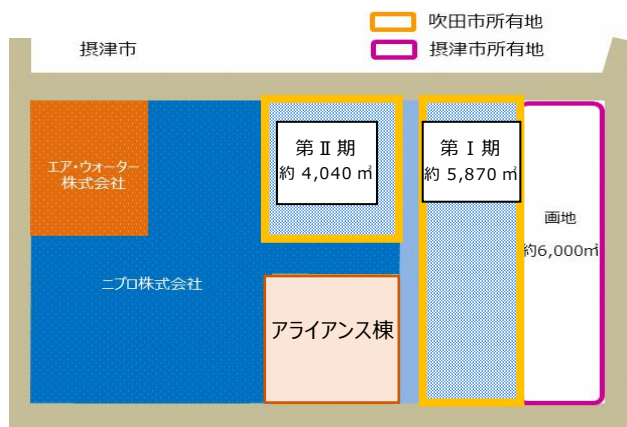 吹田市所有地
摂津市
摂津市所有地
エア・ウォーター
株式会社
第Ⅱ期
約 4,040 ㎡
第 Ⅰ 期
約 5,870 ㎡
画地
約6,000㎡
ニプロ株式会社
アライアンス棟